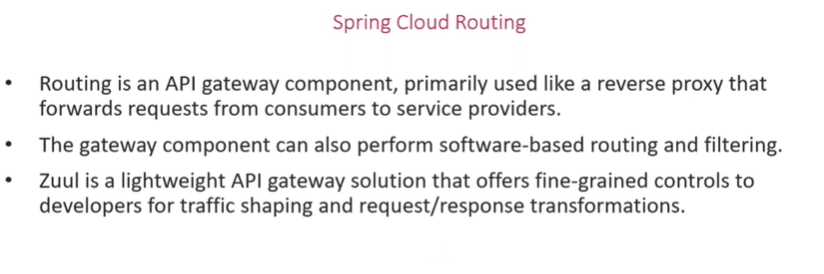 Spring Cloud Routing
• Routing is an API gateway component, primarily used like a reverse proxy that
forwards requests from consumers to service providers.
• The gateway component can also perform software-based routing and filtering.
• Zuul is a lightweight API gateway solution that offers fine-grained controls to
developers for traffic shaping and request/response transformations.